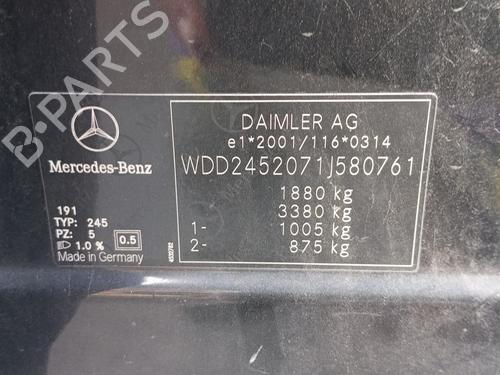 B-PARTS
Mercedes-Benz
191
TYP: 245
PZ: 5
1.0 %
0.5
Made in Germany
DAIMLER AG
e1*2001/116*0314
WDD2452071J580761
1880 kg
3380 kg
1- 1005 kg
2- 875 kg